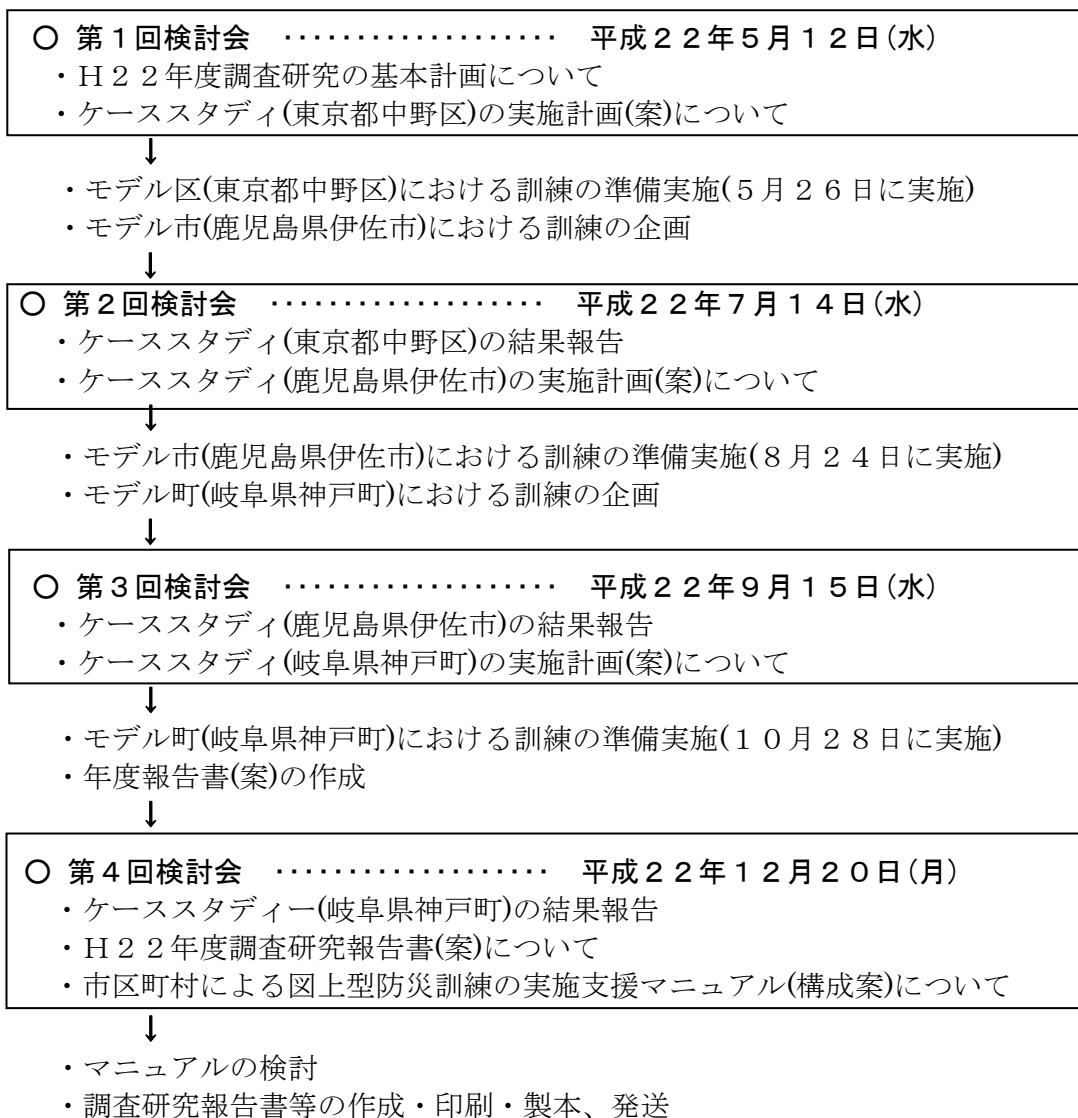 ○ 第１回検討会 ･･･････････････････ 平成２２年５月１２日(水)
・Ｈ２２年度調査研究の基本計画について
・ケーススタディ(東京都中野区)の実施計画(案)について
↓
・モデル区(東京都中野区)における訓練の準備実施(５月２６日に実施)
・モデル市(鹿児島県伊佐市)における訓練の企画
↓
○ 第２回検討会 ･･･････････････････ 平成２２年７月１４日(水)
・ケーススタディ(東京都中野区)の結果報告
・ケーススタディ(鹿児島県伊佐市)の実施計画(案)について
↓
・モデル市(鹿児島県伊佐市)における訓練の準備実施(８月２４日に実施)
・モデル町(岐阜県神戸町)における訓練の企画
↓
○ 第３回検討会 ･･･････････････････ 平成２２年９月１５日(水)
・ケーススタディ(鹿児島県伊佐市)の結果報告
・ケーススタディ(岐阜県神戸町)の実施計画(案)について
↓
・モデル町(岐阜県神戸町)における訓練の準備実施(１０月２８日に実施)
・年度報告書(案)の作成
↓
○ 第４回検討会 ･･･････････････････ 平成２２年１２月２０日(月)
・ケーススタディー(岐阜県神戸町)の結果報告
・Ｈ２２年度調査研究報告書(案)について
・市区町村による図上型防災訓練の実施支援マニュアル(構成案)について
↓
・マニュアルの検討
・調査研究報告書等の作成・印刷・製本、発送